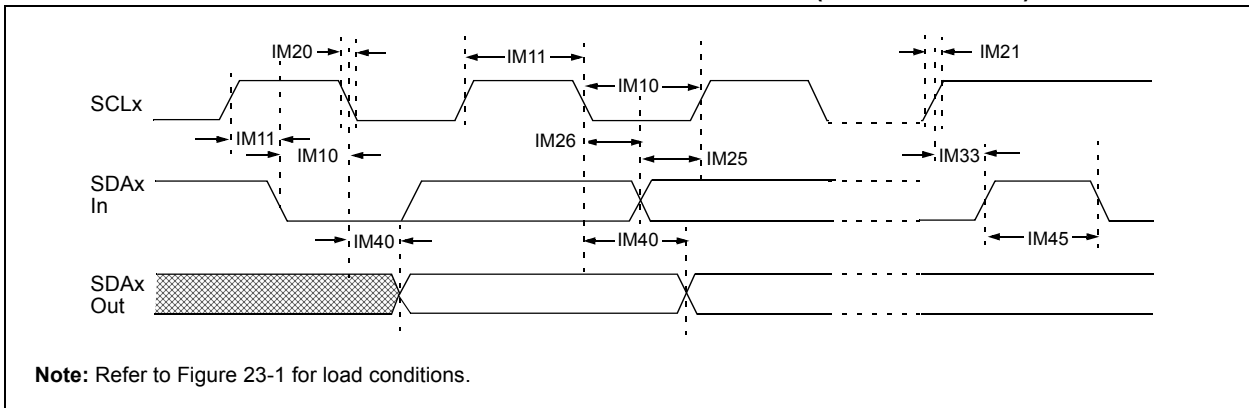 IM20
IM11
IM21
IM10
SCLx
IM11
IM26
IM10
IM25
IM33
SDAx
In
IM40
IM40
IM45
SDAx
Out
Note: Refer to Figure 23-1 for load conditions.